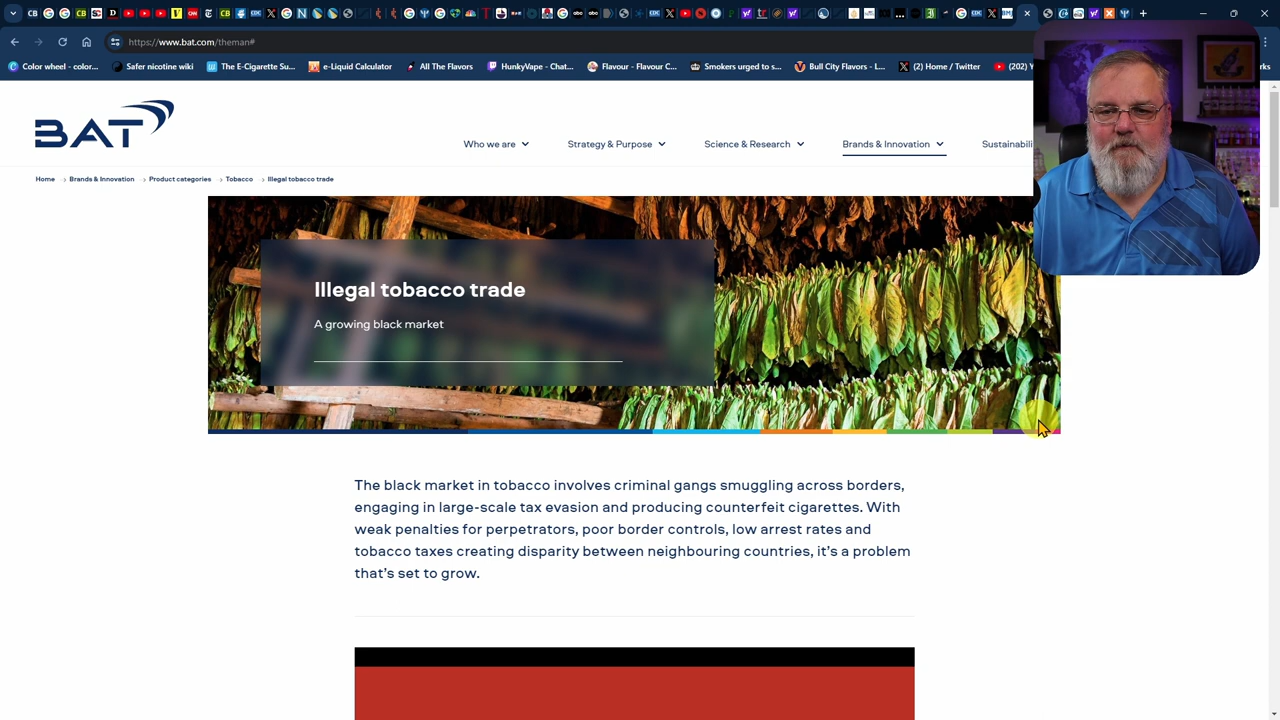 https://www.bat.com/theman#
Color wheel - color...
Safer nicotine wiki
The E-Cigarette Su...
e-Liquid Calculator
All The Flavors
HunkyVape - Chat...
Flavour - Flavour C...
Smokers urged to s...
Bull City Flavors - L...
(2) Home / Twitter
(202) Y
rks
BAT
Who we are
Strategy & Purpose
Science & Research
Brands & Innovation
Sustainabili
Home > Brands & Innovation > Product categories > Tobacco > Illegal tobacco trade
Illegal tobacco trade
A growing black market
The black market in tobacco involves criminal gangs smuggling across borders,
engaging in large-scale tax evasion and producing counterfeit cigarettes. With
weak penalties for perpetrators, poor border controls, low arrest rates and
tobacco taxes creating disparity between neighbouring countries, it's a problem
that's set to grow.